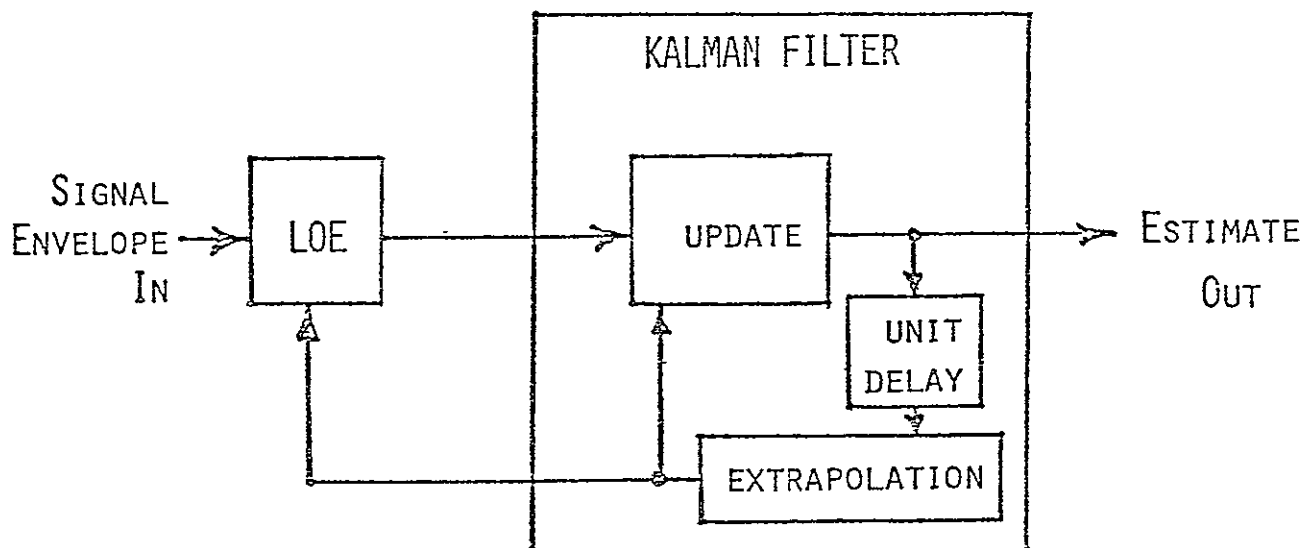 KALMAN FILTER
SIGNAL
ENVELOPE
IN
LOE
UPDATE
ESTIMATE
OUT
UNIT
DELAY
EXTRAPOLATION